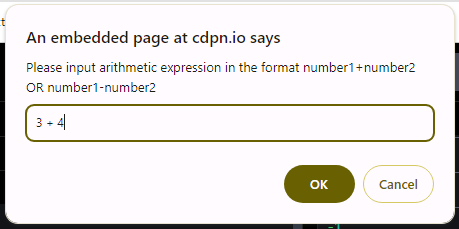 An embedded page at cdpn.io says
Please input arithmetic expression in the format number1+number2
OR number1-number2
3 + 4
OK
Cancel